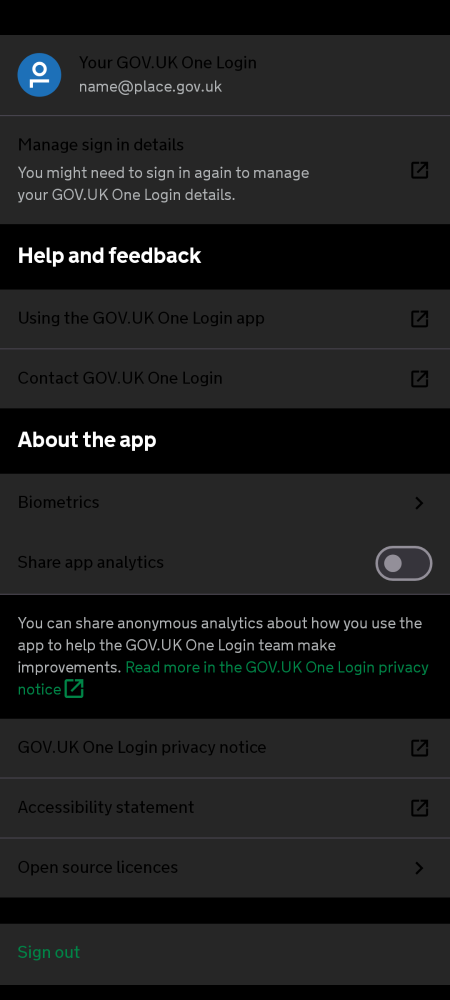 Your GOV.UK One Login
name@place.gov.uk
Manage sign in details
You might need to sign in again to manage
your GOV.UK One Login details.
Help and feedback
Using the GOV.UK One Login app
Contact GOV.UK One Login
About the app
Biometrics
Share app analytics
You can share anonymous analytics about how you use the
app to help the GOV.UK One Login team make
improvements. Read more in the GOV.UK One Login privacy
notice
GOV.UK One Login privacy notice
Accessibility statement
Open source licences
Sign out